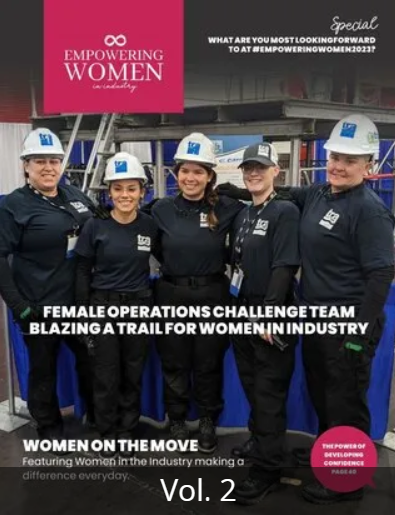 Special
WHAT ARE YOU MOST LOOKING FORWARD
TO AT #EMPOWERINGWOMEN2023?
EMPOWERING
WOMEN
in industry
FEMALE OPERATIONS CHALLENGE TEAM
BLAZING A TRAIL FOR WOMEN IN INDUSTRY
WOMEN ON THE MOVE
Featuring Women in the Industry making a
difference everyday.
THE POWER OF
DEVELOPING
CONFIDENCE
Vol. 2